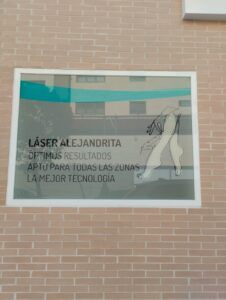 LÁSER ALEJANDRITA
ÓPTIMOS RESULTADOS
APTO PARA TODAS LAS ZONAS
LA MEJOR TECNOLOGÍA